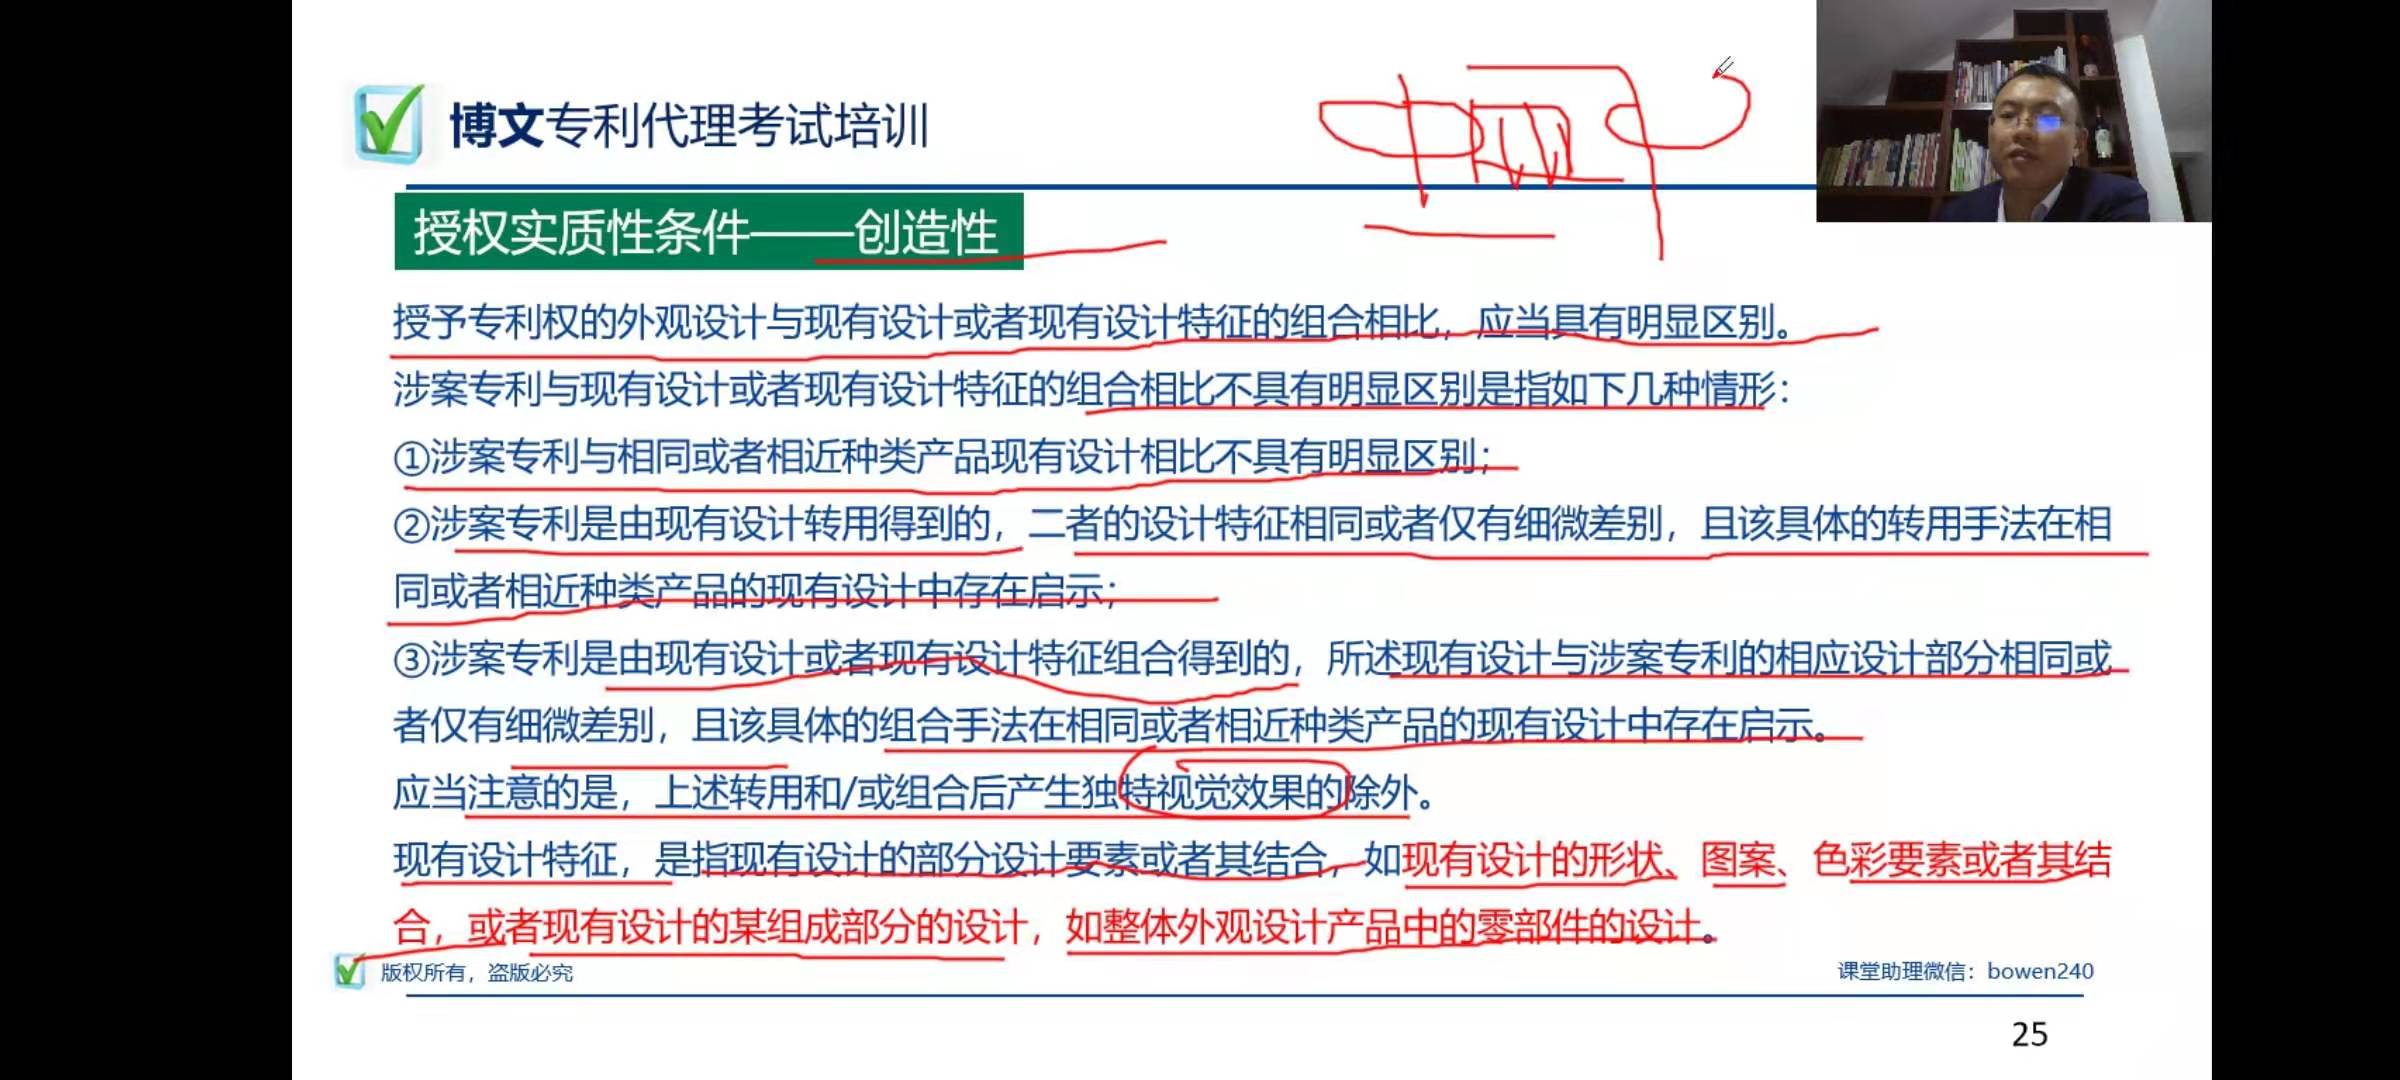 博文专利代理考试培训
授权实质性条件——创造性
授予专利权的外观设计与现有设计或者现有设计特征的组合相比，应当具有明显区别。
涉案专利与现有设计或者现有设计特征的组合相比不具有明显区别是指如下几种情形：
①涉案专利与相同或者相近种类产品现有设计相比不具有明显区别；
②涉案专利是由现有设计转用得到的，二者的设计特征相同或者仅有细微差别，且该具体的转用手法在相
同或者相近种类产品的现有设计中存在启示；
③涉案专利是由现有设计或者现有设计特征组合得到的，所述现有设计与涉案专利的相应设计部分相同或
者仅有细微差别，且该具体的组合手法在相同或者相近种类产品的现有设计中存在启示。
应当注意的是，上述转用和/或组合后产生独特视觉效果的除外。
现有设计特征，是指现有设计的部分设计要素或者其结合，如现有设计的形状、图案、色彩要素或者其结
合，或者现有设计的某组成部分的设计，如整体外观设计产品中的零部件的设计。
版权所有，盗版必究
课堂助理微信：bowen240
25